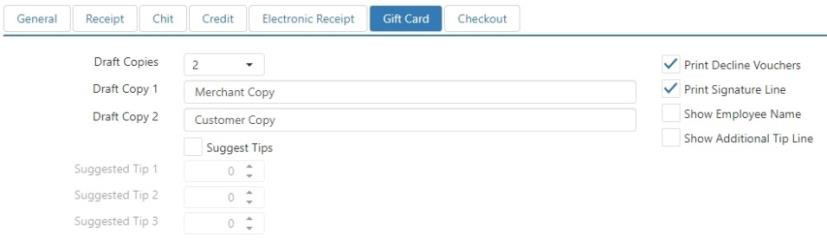 General Receipt Chit Credit Electronic Receipt Gift Card Checkout
Draft Copies 2
Draft Copy 1 Merchant Copy
Draft Copy 2 Customer Copy
Suggest Tips
Suggested Tip 1 0
Suggested Tip 2 0
Suggested Tip 3 0
Print Decline Vouchers
Print Signature Line
Show Employee Name
Show Additional Tip Line